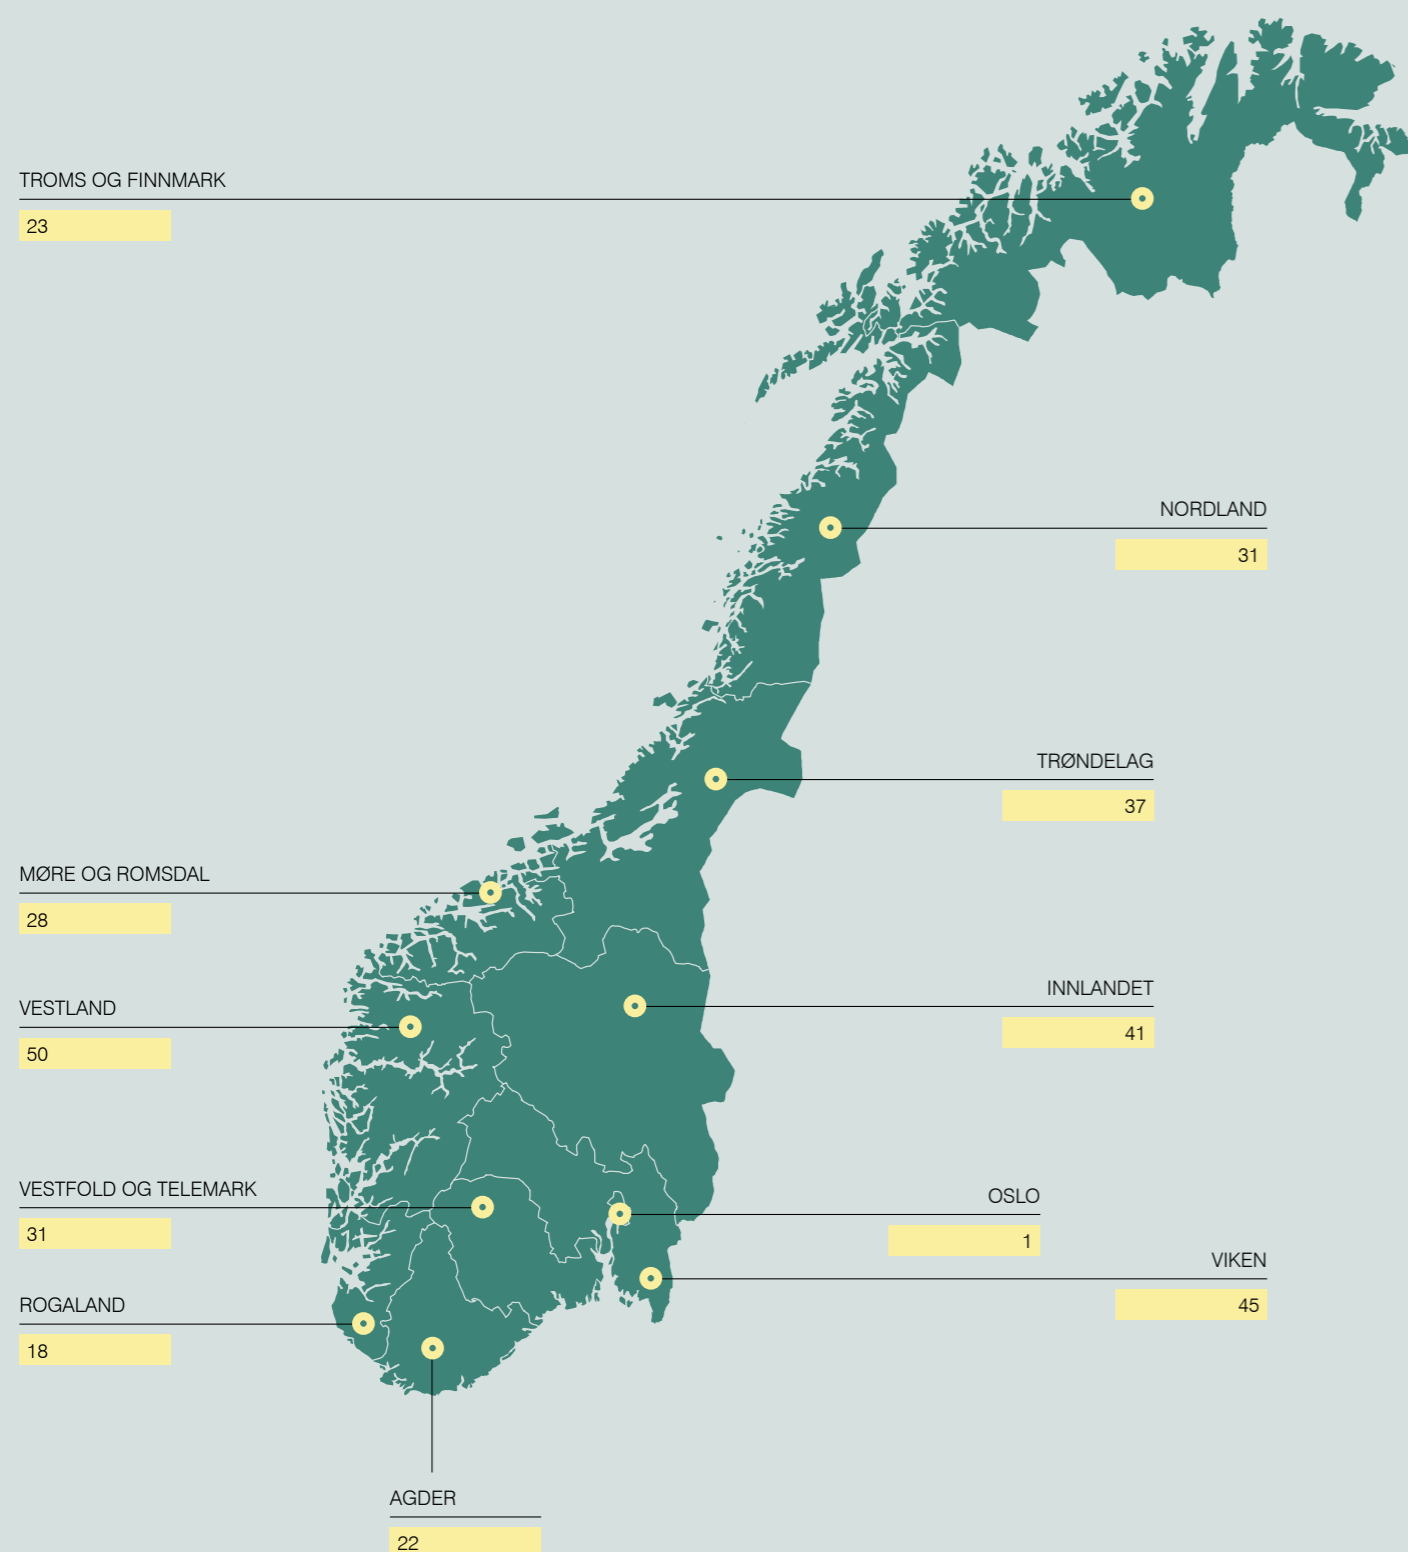 TROMS OG FINNMARK
23
NORDLAND
31
TRØNDELAG
37
MØRE OG ROMSDAL
28
INNLANDET
41
VESTLAND
50
VESTFOLD OG TELEMARK
31
OSLO
1
VIKEN
45
ROGALAND
18
AGDER
22